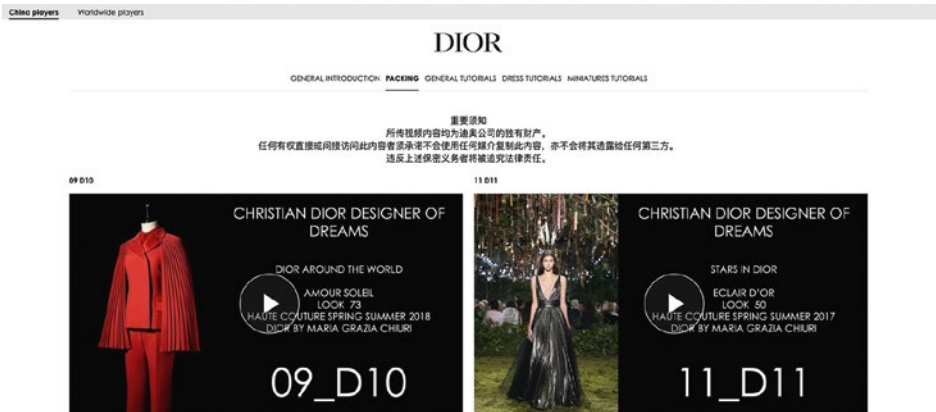 China players
Worldwide players
DIOR
GENERAL INTRODUCTION PACKING GENERAL TUTORIALS DRESS TUTORIALS MINIATURES TUTORIALS
重要须知
所传视频内容均为迪奥公司的独有财产。
任何有权直接或间接访问此内容者须承诺不会使用任何媒介复制此内容，亦不会将其透露给任何第三方。
违反上述保密义务者将被追究法律责任。
09 D10
CHRISTIAN DIOR DESIGNER OF
DREAMS
DIOR AROUND THE WORLD
AMOUR SOLEIL
LOOK 73
HAUTE COUTURE SPRING SUMMER 2018
DIOR BY MARIA GRAZIA CHIURI
09_D10
11 D11
CHRISTIAN DIOR DESIGNER OF
DREAMS
STARS IN DIOR
ECLAIR D'OR
LOOK 50
HAUTE COUTURE SPRING SUMMER 2017
DIOR BY MARIA GRAZIA CHIURI
11_D11